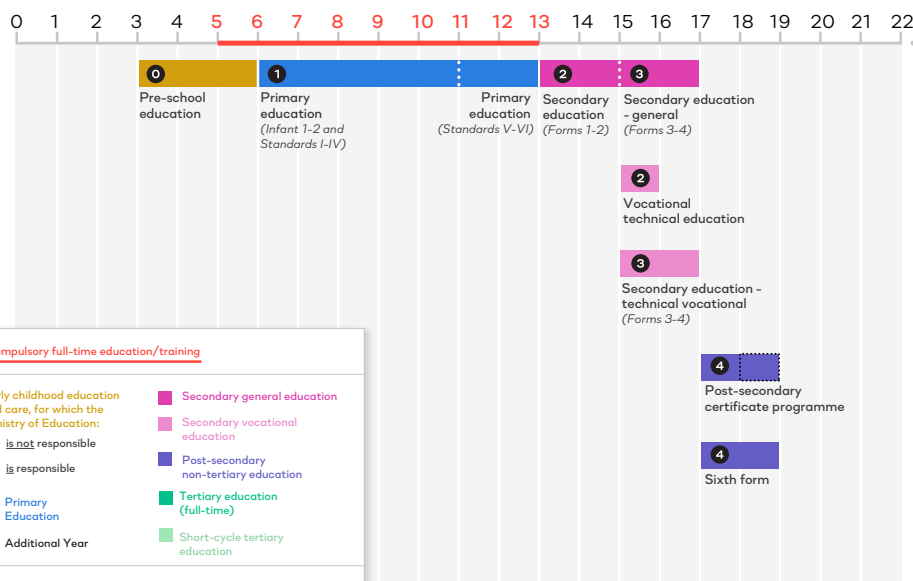 0 1 2 3 4 5 6 7 8 9 10 11 12 13 14 15 16 17 18 19 20 21 22
0 1 2 3
Pre-school
education
Primary
education
(Infant 1-2 and
Standards I-IV)
Primary
education
(Standards V-VI)
Secondary
education
(Forms 1-2)
Secondary education
- general
(Forms 3-4)
2
Vocational
technical education
3
Secondary education -
technical vocational
(Forms 3-4)
4
Post-secondary
certificate programme
4
Sixth form
mpulsory full-time education/training
ly childhood education
care, for which the
nistry of Education:
is not responsible
is responsible
Primary
Education
Additional Year
Secondary general education
Secondary vocational
education
Post-secondary
non-tertiary education
Tertiary education
(full-time)
Short-cycle tertiary
education